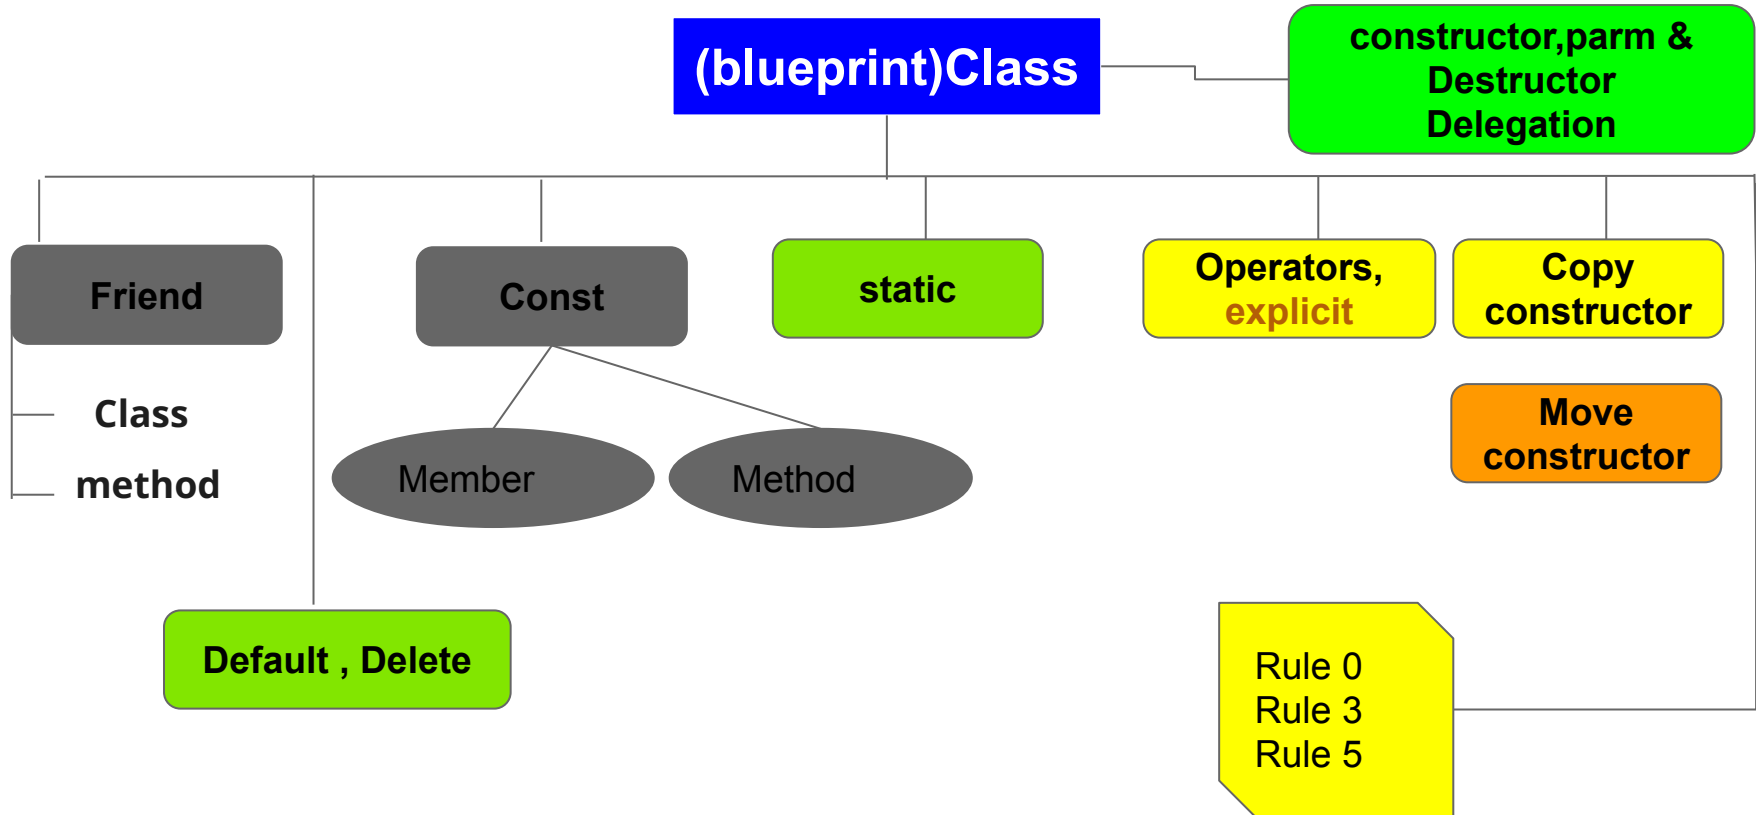 (blueprint)Class
constructor,parm &
Destructor
Delegation
Friend
Const
static
Operators,
explicit
Copy
constructor
Class
method
Member
Method
Move
constructor
Default , Delete
Rule 0
Rule 3
Rule 5